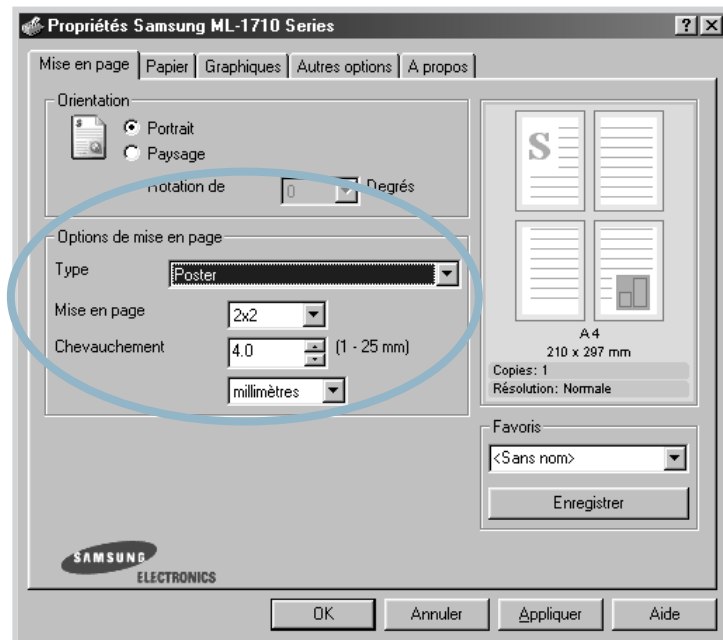 Propriétés Samsung ML-1710 Series
Mise en page Papier Graphiques Autres options A propos
Orientation
Portrait
Paysage
Rotation de 0 Degrés
Options de mise en page
Type Poster
Mise en page 2x2
Chevauchement 4.0 (1 - 25 mm)
millimètres
S
A4
210 x 297 mm
Copies: 1
Résolution: Normale
Favoris
<Sans nom>
Enregistrer
SAMSUNG
ELECTRONICS
OK Annuler Appliquer Aide